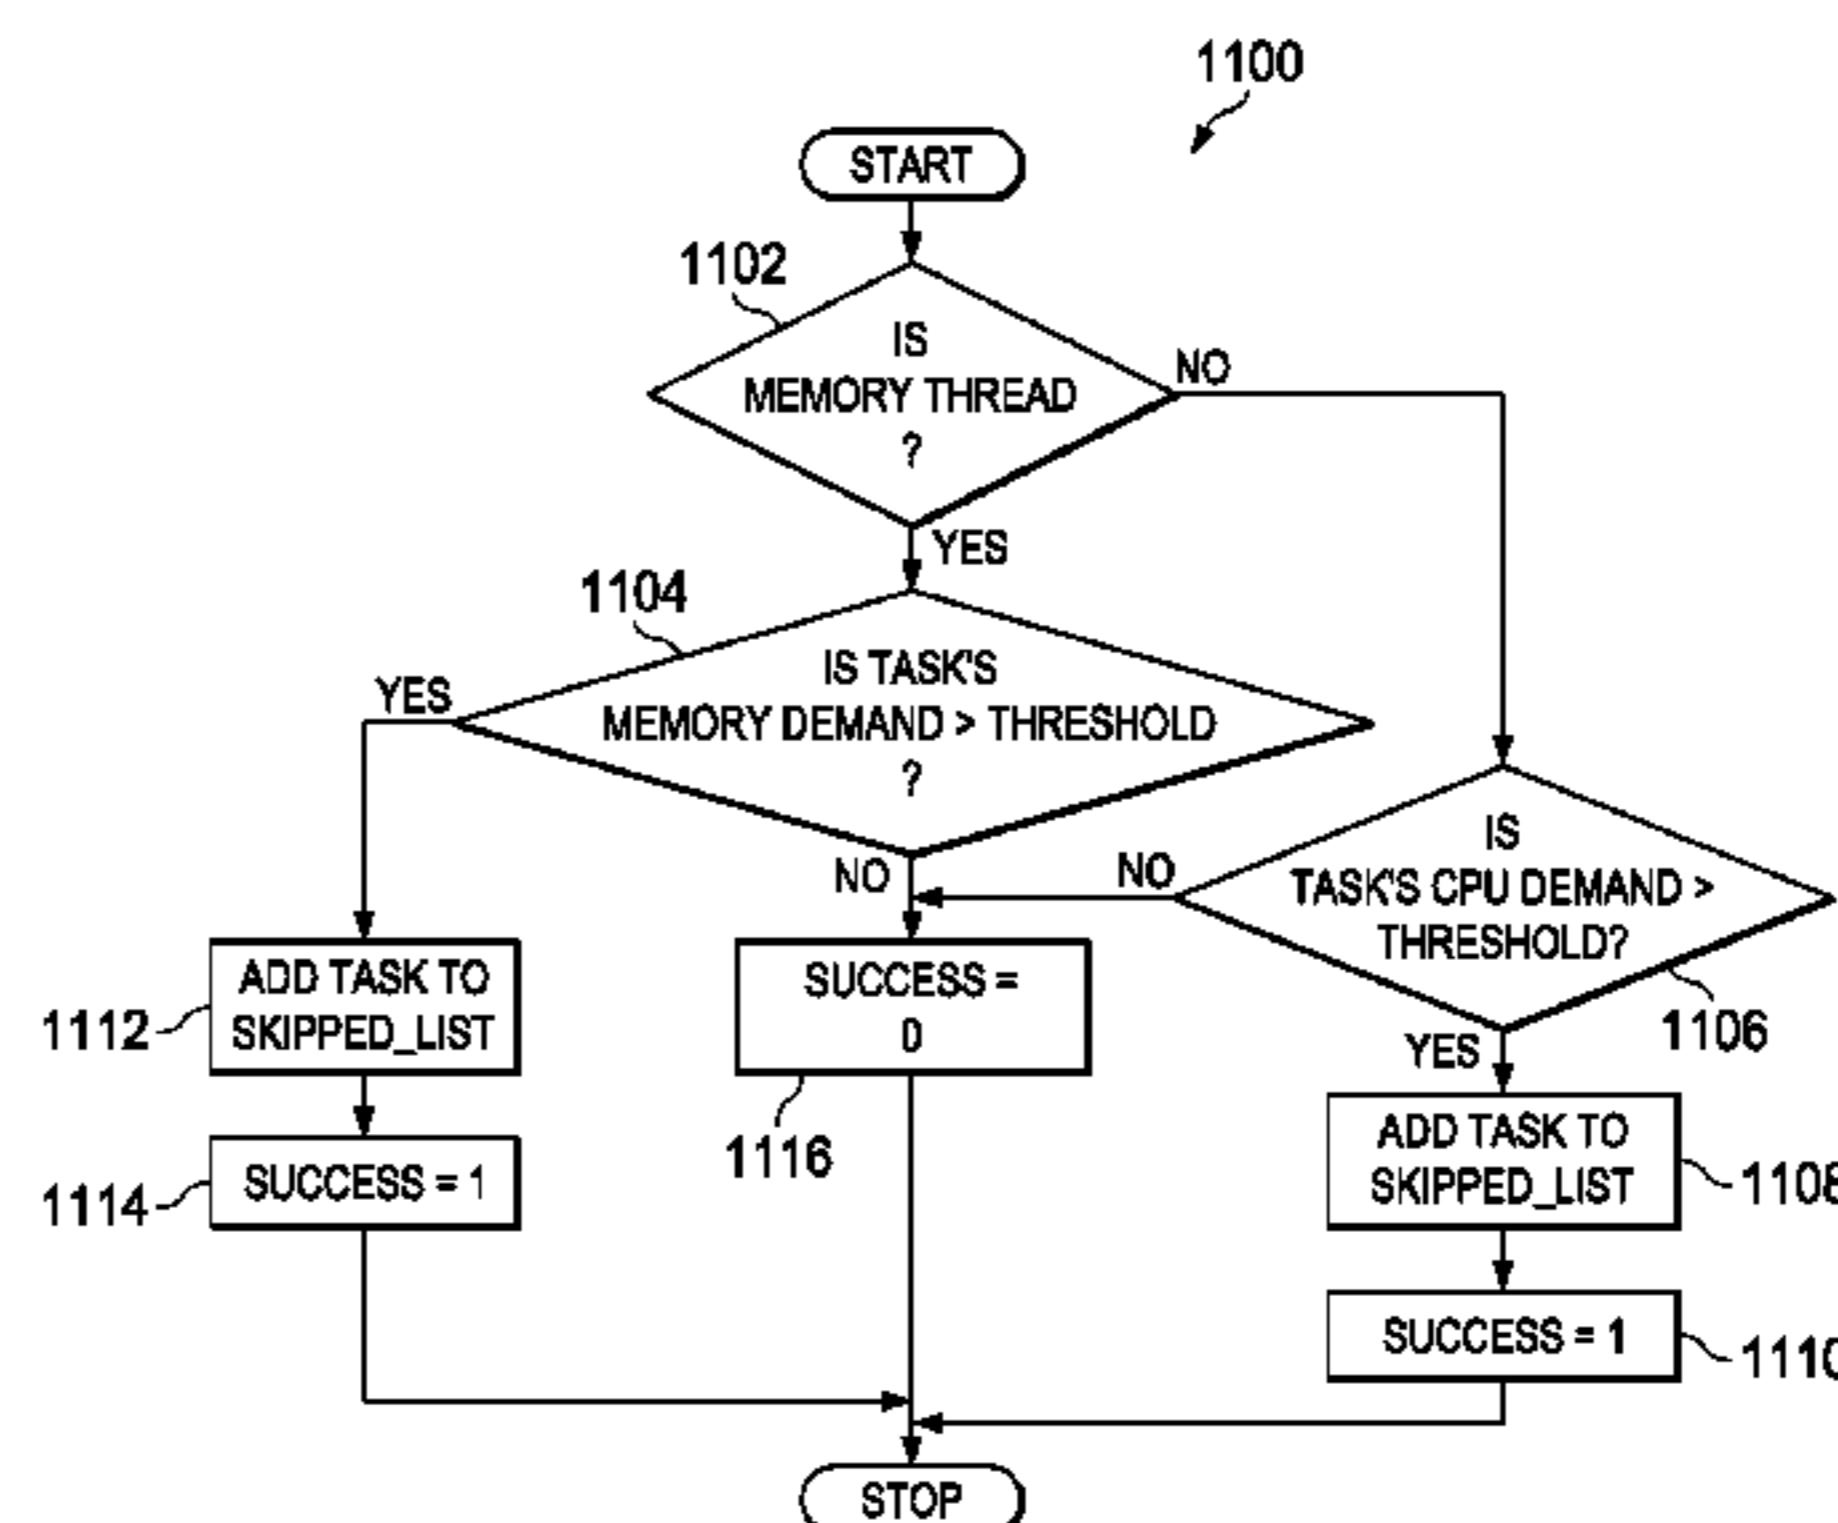 1100
START
1102
IS
MEMORY THREAD
?
NO
YES
1104
IS TASK'S
MEMORY DEMAND > THRESHOLD
?
YES
NO
IS
TASK'S CPU DEMAND >
THRESHOLD?
NO
1106
YES
ADD TASK TO
SKIPPED_LIST
1112
SUCCESS =
0
1116
ADD TASK TO
SKIPPED_LIST
1108
SUCCESS = 1
1114
SUCCESS = 1
1110
STOP